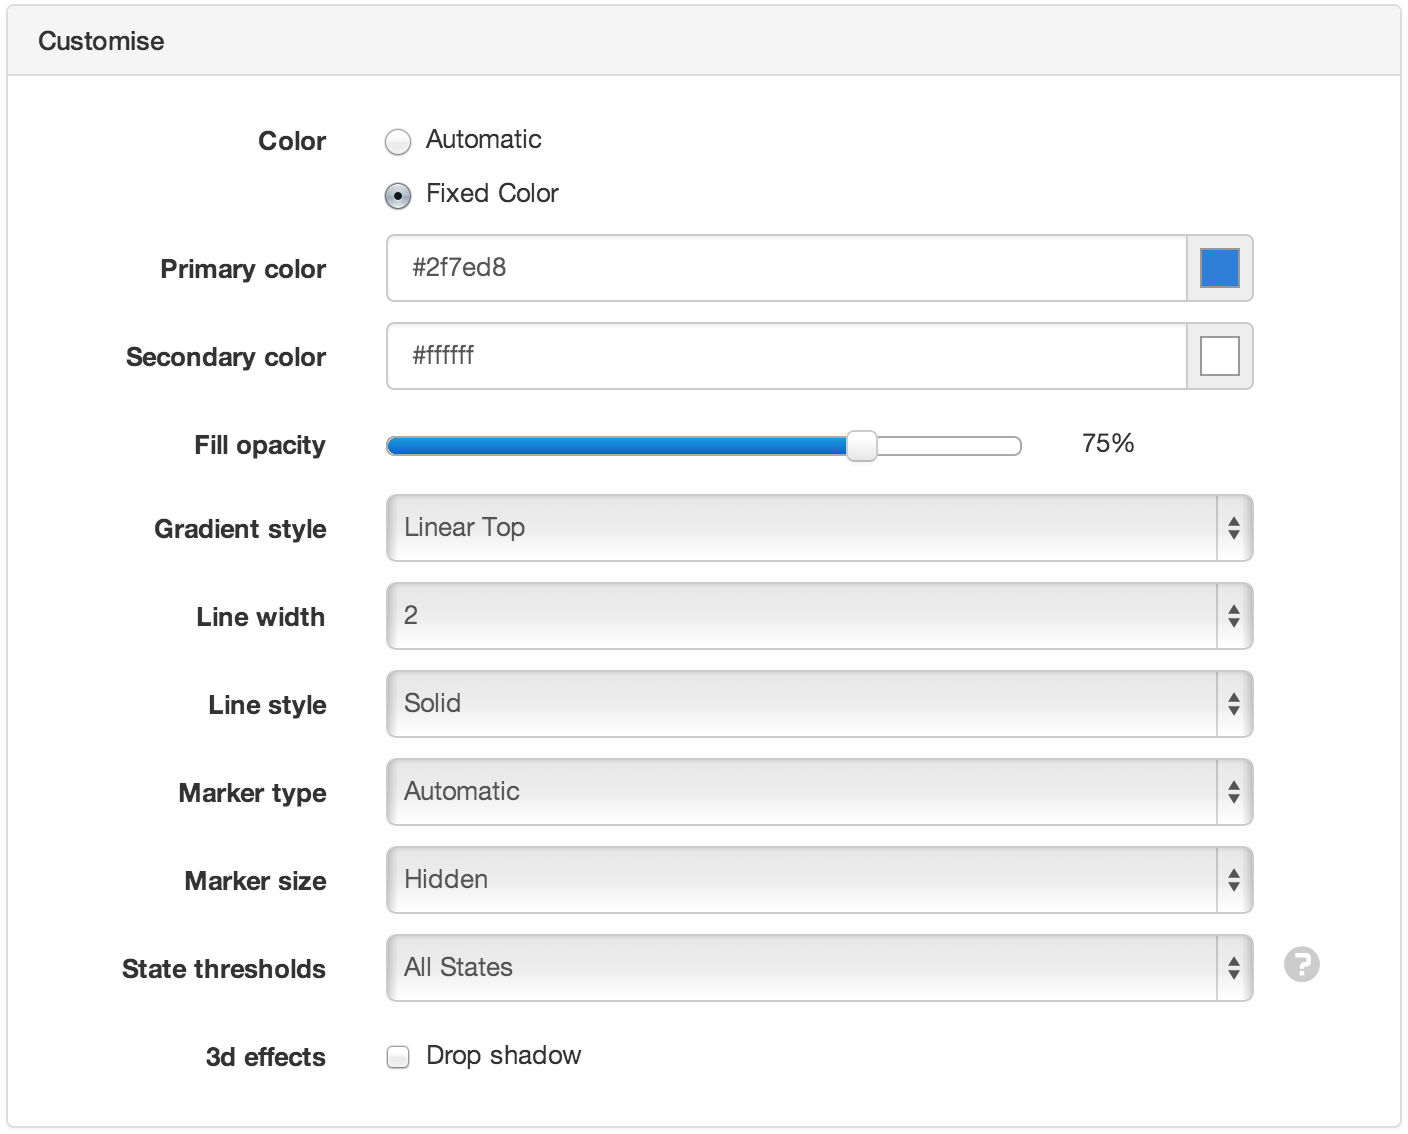 Customise
Color Automatic
Fixed Color
Primary color #2f7ed8
Secondary color #ffffff
Fill opacity 75%
Gradient style Linear Top
Line width 2
Line style Solid
Marker type Automatic
Marker size Hidden
State thresholds All States ?
3d effects Drop shadow